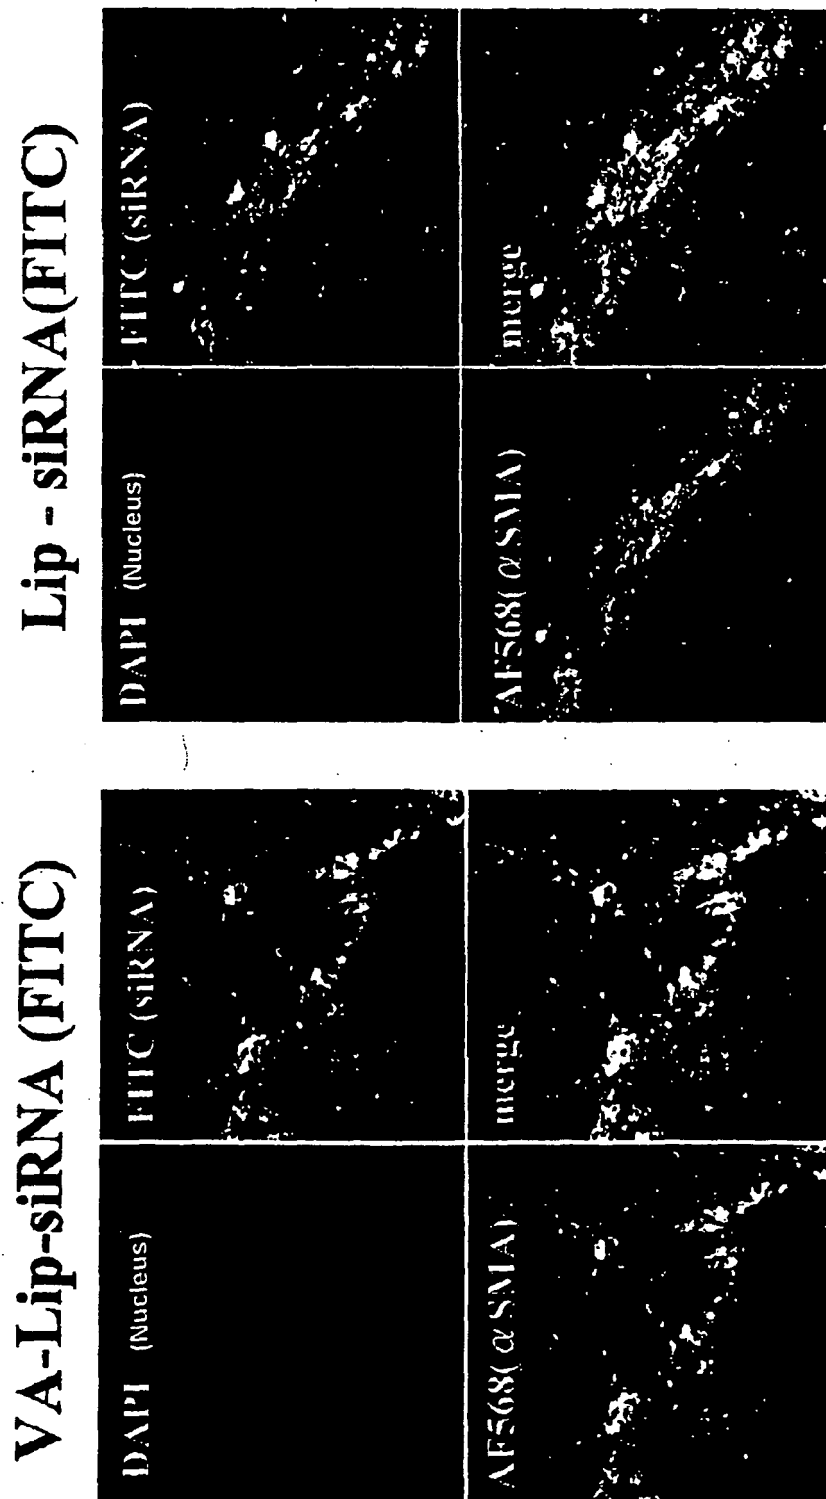 VA-Lip-siRNA (FITC)
DAPI (Nucleus)
FITC (siRNA)
AF568(α SMA)
merge
Lip - siRNA(FITC)
DAPI (Nucleus)
FITC (siRNA)
AF568(α SMA)
merge